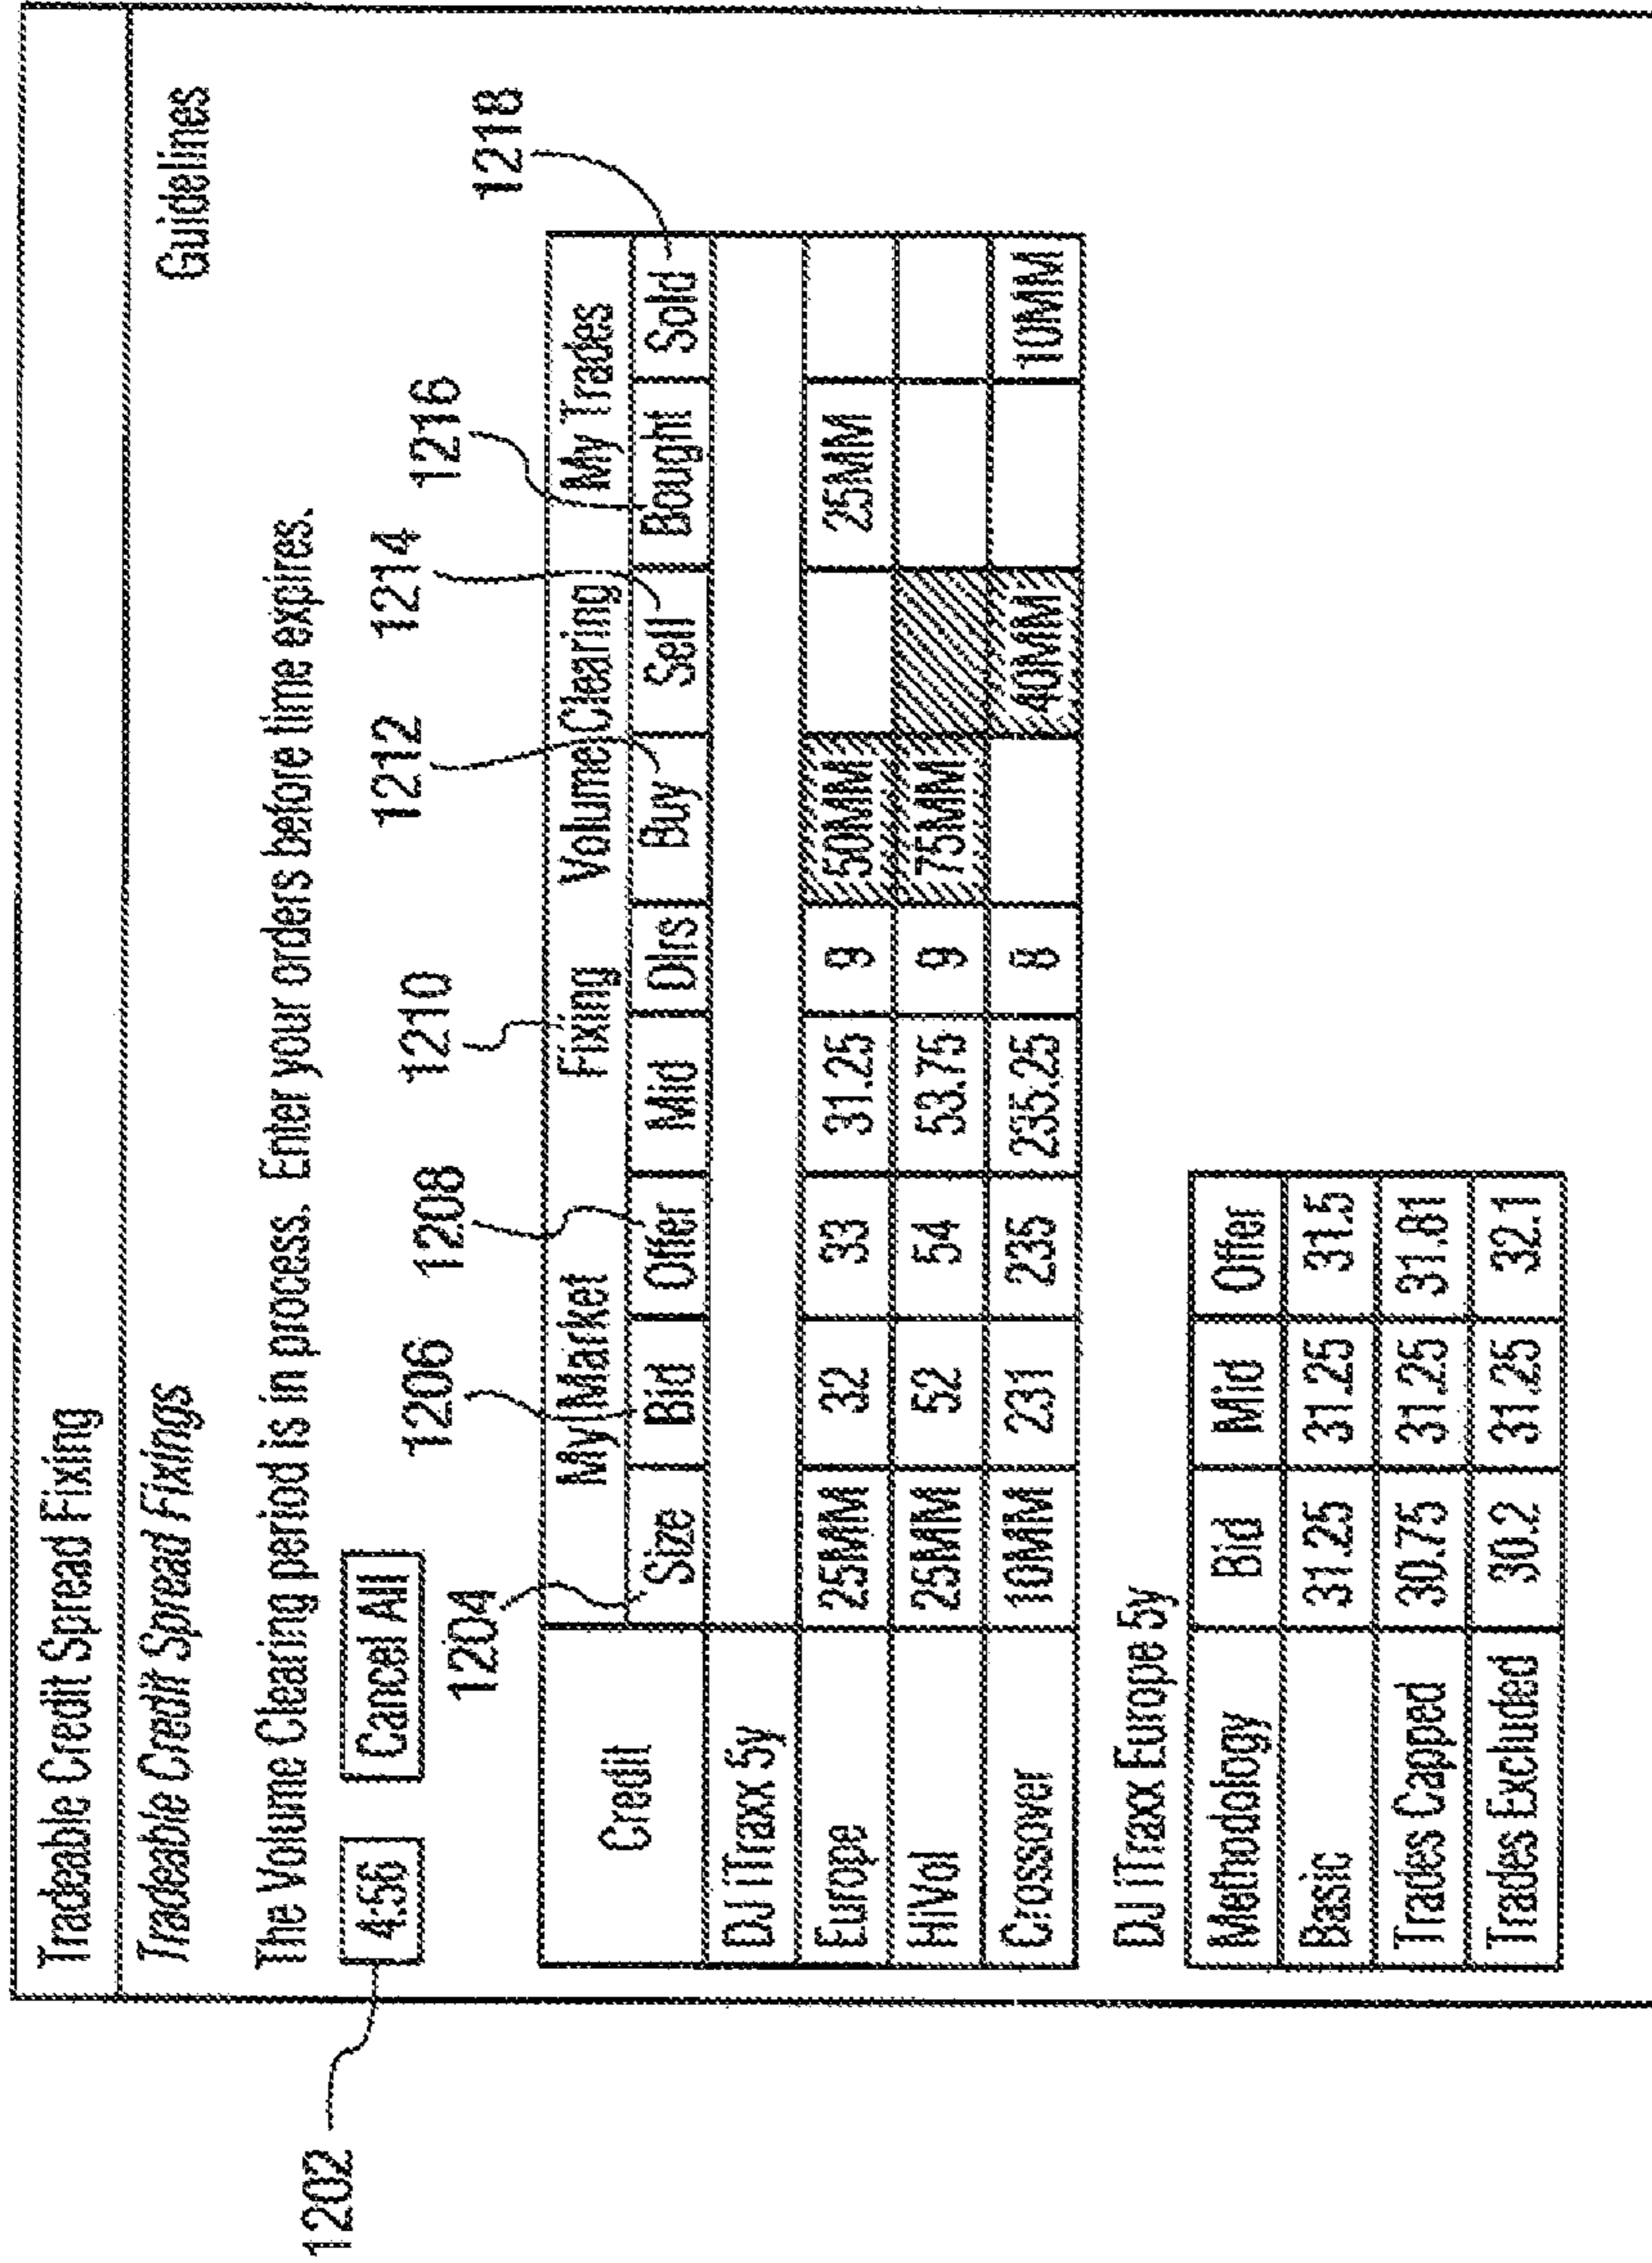 Tradeable Credit Spread Fixing
Tradeable Credit Spread Fixings Guidelines
The Volume Clearing period is in process. Enter your orders before time expires.
1202 4:56 Cancel All
1204 1206 1208 1210 1212 1214 1216 1218
Credit My Market Fixing Volume Clearing My Trades
Size Bid Offer Mid Dlrs Buy Sell Bought Sold
DJ iTraxx 5y
Europe 25MM 32 33 31.25 9 50MM 25MM
HiVol 25MM 52 54 53.75 9 75MM
Crossover 10MM 231 235 235.25 8 40MM 10MM
DJ iTraxx Europe 5y
Methodology Bid Mid Offer
Basic 31.25 31.25 31.5
Trades Capped 30.75 31.25 31.81
Trades Excluded 30.2 31.25 32.1